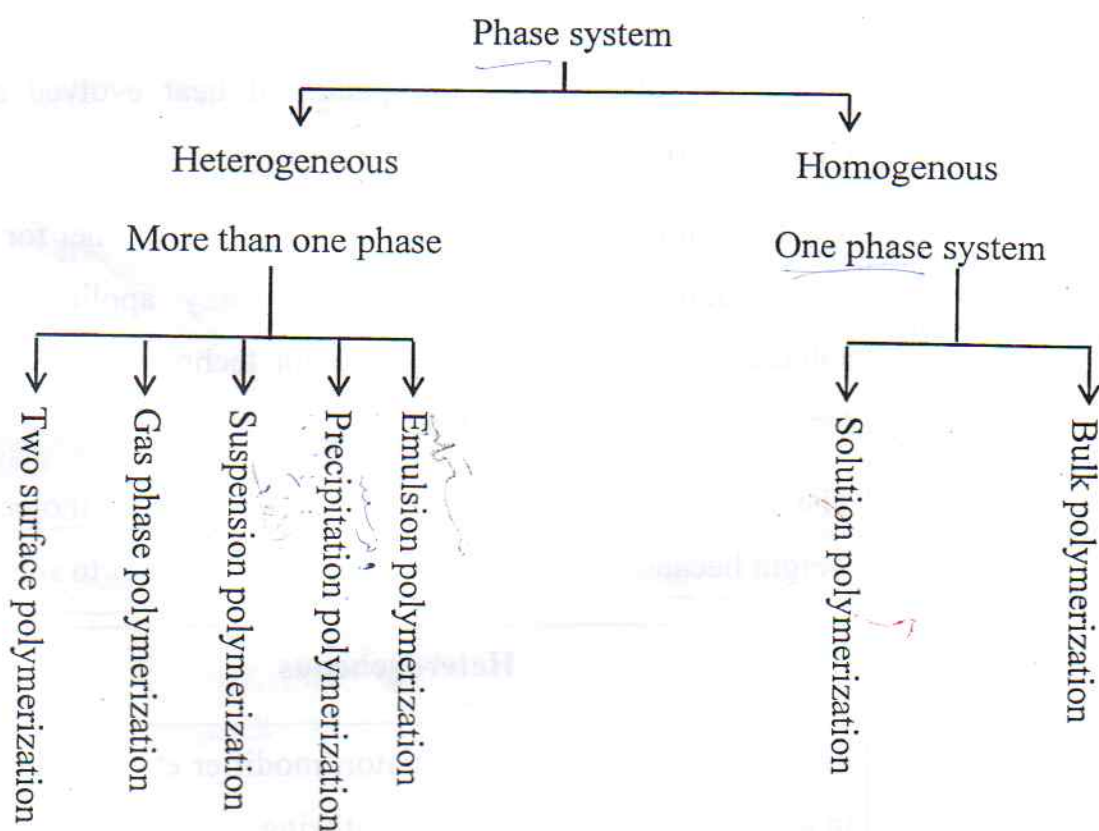 Phase system
Heterogeneous
Homogenous
More than one phase
One phase system
Two surface polymerization
Gas phase polymerization
Suspension polymerization
Precipitation polymerization
Emulsion polymerization
Solution polymerization
Bulk polymerization